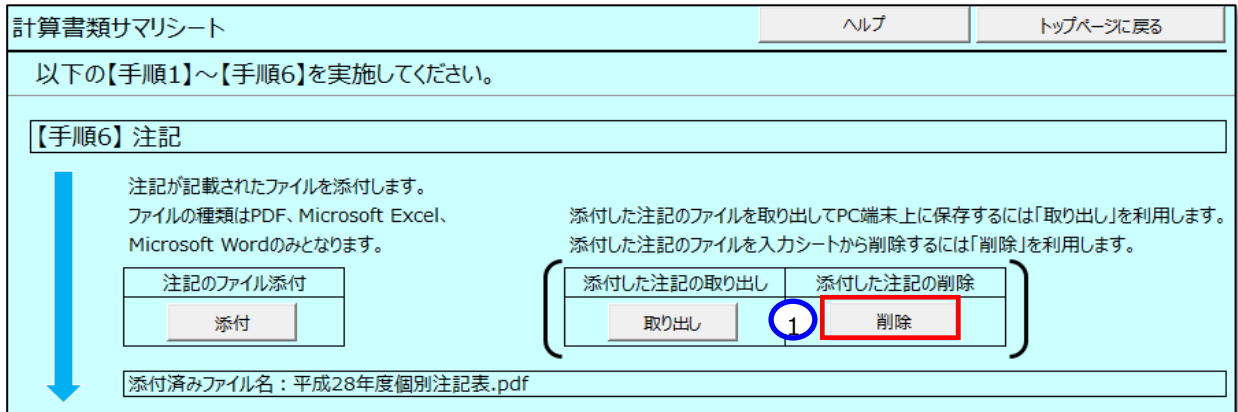 計算書類サマリシート
ヘルプ
トップページに戻る
以下の【手順1】～【手順6】を実施してください。
【手順6】 注記
注記が記載されたファイルを添付します。
ファイルの種類はPDF、Microsoft Excel、
Microsoft Wordのみとなります。
添付した注記のファイルを取り出してPC端末上に保存するには「取り出し」を利用します。
添付した注記のファイルを入力シートから削除するには「削除」を利用します。
注記のファイル添付
添付した注記の取り出し
添付した注記の削除
添付
取り出し
1
削除
添付済みファイル名：平成28年度個別注記表.pdf